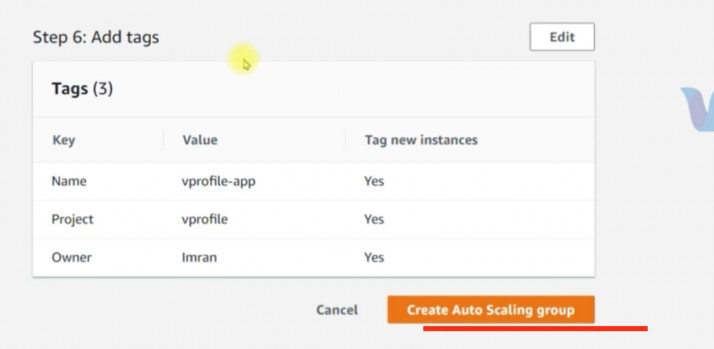 Step 6: Add tags
Edit
Tags (3)
Key Value Tag new instances
Name vprofile-app Yes
Project vprofile Yes
Owner Imran Yes
Cancel Create Auto Scaling group